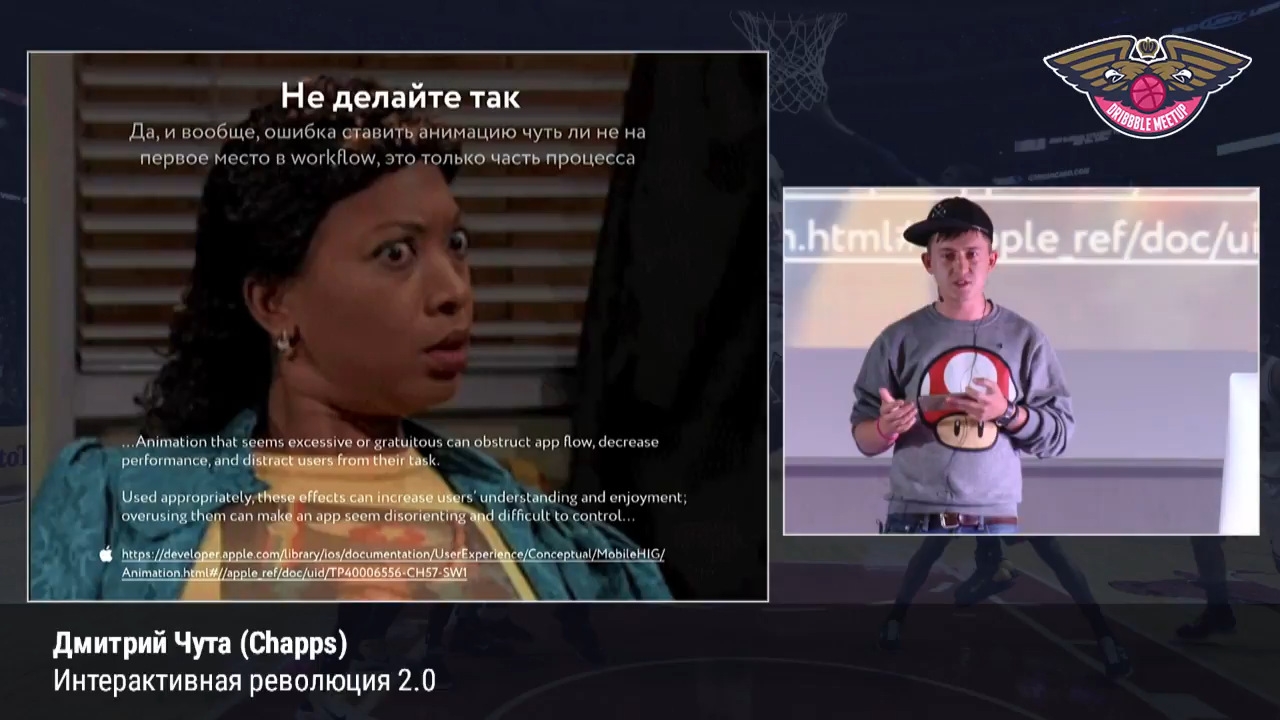 Не делайте так
Да, и вообще, ошибка ставить анимацию чуть ли не на
первое место в workflow, это только часть процесса
...Animation that seems excessive or gratuitous can obstruct app flow, decrease
performance, and distract users from their task.
Used appropriately, these effects can increase users' understanding and enjoyment;
overusing them can make an app seem disorienting and difficult to control...
https://developer.apple.com/library/ios/documentation/UserExperience/Conceptual/MobileHIG/
Animation.html#//apple_ref/doc/uid/TP40006556-CH57-SW1
DRIBBBLE MEETUP
n.html# pple_ref/doc/ui
Дмитрий Чута (Chapps)
Интерактивная революция 2.0